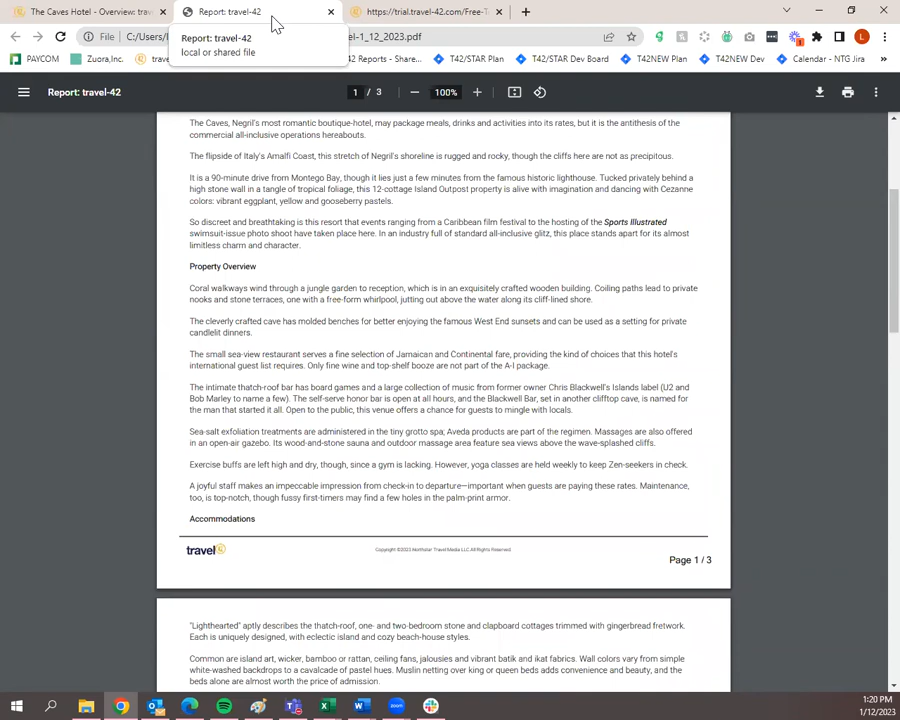 The Caves Hotel - Overview: trav
Report: travel-42
https://trial.travel-42.com/Free-T
File
C:/Users/
el-1_12_2023.pdf
Report: travel-42
local or shared file
PAYCOM
Zuora,Inc.
trave
42 Reports - Share...
T42/STAR Plan
T42/STAR Dev Board
T42NEW Plan
T42NEW Dev
Calendar - NTG Jira
Report: travel-42
1 / 3
100%
The Caves, Negril's most romantic boutique-hotel, may package meals, drinks and activities into its rates, but it is the antithesis of the
commercial all-inclusive operations hereabouts.
The flipside of Italy's Amalfi Coast, this stretch of Negril's shoreline is rugged and rocky, though the cliffs here are not as precipitous.
It is a 90-minute drive from Montego Bay, though it lies just a few minutes from the famous historic lighthouse. Tucked privately behind a
high stone wall in a tangle of tropical foliage, this 12-cottage Island Outpost property is alive with imagination and dancing with Cezanne
colors: vibrant eggplant, yellow and gooseberry pastels.
So discreet and breathtaking is this resort that events ranging from a Caribbean film festival to the hosting of the Sports Illustrated
swimsuit-issue photo shoot have taken place here. In an industry full of standard all-inclusive glitz, this place stands apart for its almost
limitless charm and character.
Property Overview
Coral walkways wind through a jungle garden to reception, which is in an exquisitely crafted wooden building. Coiling paths lead to private
nooks and stone terraces, one with a free-form whirlpool, jutting out above the water along its cliff-lined shore.
The cleverly crafted cave has molded benches for better enjoying the famous West End sunsets and can be used as a setting for private
candlelit dinners.
The small sea-view restaurant serves a fine selection of Jamaican and Continental fare, providing the kind of choices that this hotel's
international guest list requires. Only fine wine and top-shelf booze are not part of the A-I package.
The intimate thatch-roof bar has board games and a large collection of music from former owner Chris Blackwell's Islands label (U2 and
Bob Marley to name a few). The self-serve honor bar is open at all hours, and the Blackwell Bar, set in another clifftop cave, is named for
the man that started it all. Open to the public, this venue offers a chance for guests to mingle with locals.
Sea-salt exfoliation treatments are administered in the tiny grotto spa; Aveda products are part of the regimen. Massages are also offered
in an open-air gazebo. Its wood-and-stone sauna and outdoor massage area feature sea views above the wave-splashed cliffs.
Exercise buffs are left high and dry, though, since a gym is lacking. However, yoga classes are held weekly to keep Zen-seekers in check.
A joyful staff makes an impeccable impression from check-in to departure—important when guests are paying these rates. Maintenance,
too, is top-notch, though fussy first-timers may find a few holes in the palm-print armor.
Accommodations
travel
Copyright ©2023 Northstar Travel Media LLC All Rights Reserved.
Page 1 / 3
"Lighthearted" aptly describes the thatch-roof, one- and two-bedroom stone and clapboard cottages trimmed with gingerbread fretwork.
Each is uniquely designed, with eclectic island and cozy beach-house styles.
Common are island art, wicker, bamboo or rattan, ceiling fans, jalousies and vibrant batik and ikat fabrics. Wall colors vary from simple
white-washed backdrops to a cavalcade of pastel hues. Muslin netting over king or queen beds adds convenience and beauty, and the
beds alone are almost worth the price of admission.
1:20 PM
1/12/2023